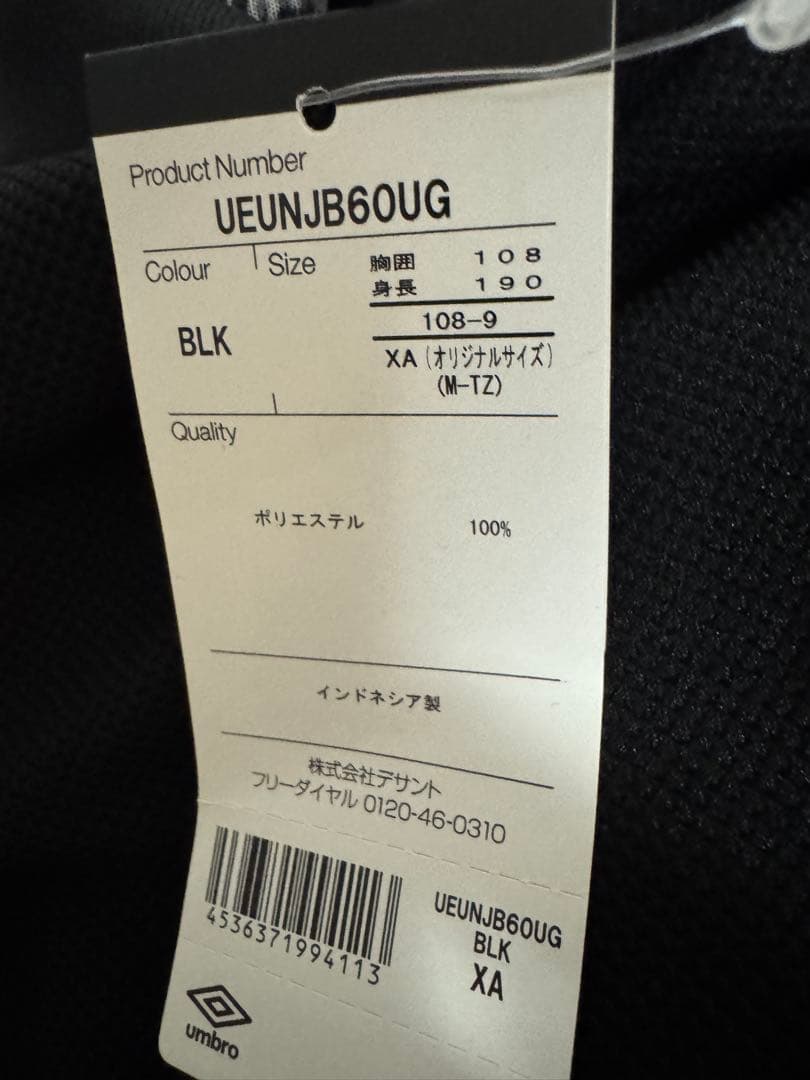 Product Number
UEUNJB60UG
Colour Size 胸囲 108
身長 190
BLK 108-9
XA(オリジナルサイズ)
(M-TZ)
Quality
ポリエステル 100%
インドネシア製
株式会社デサント
フリーダイヤル 0120-46-0310
4536371994113
UEUNJB60UG
BLK
XA
umbro